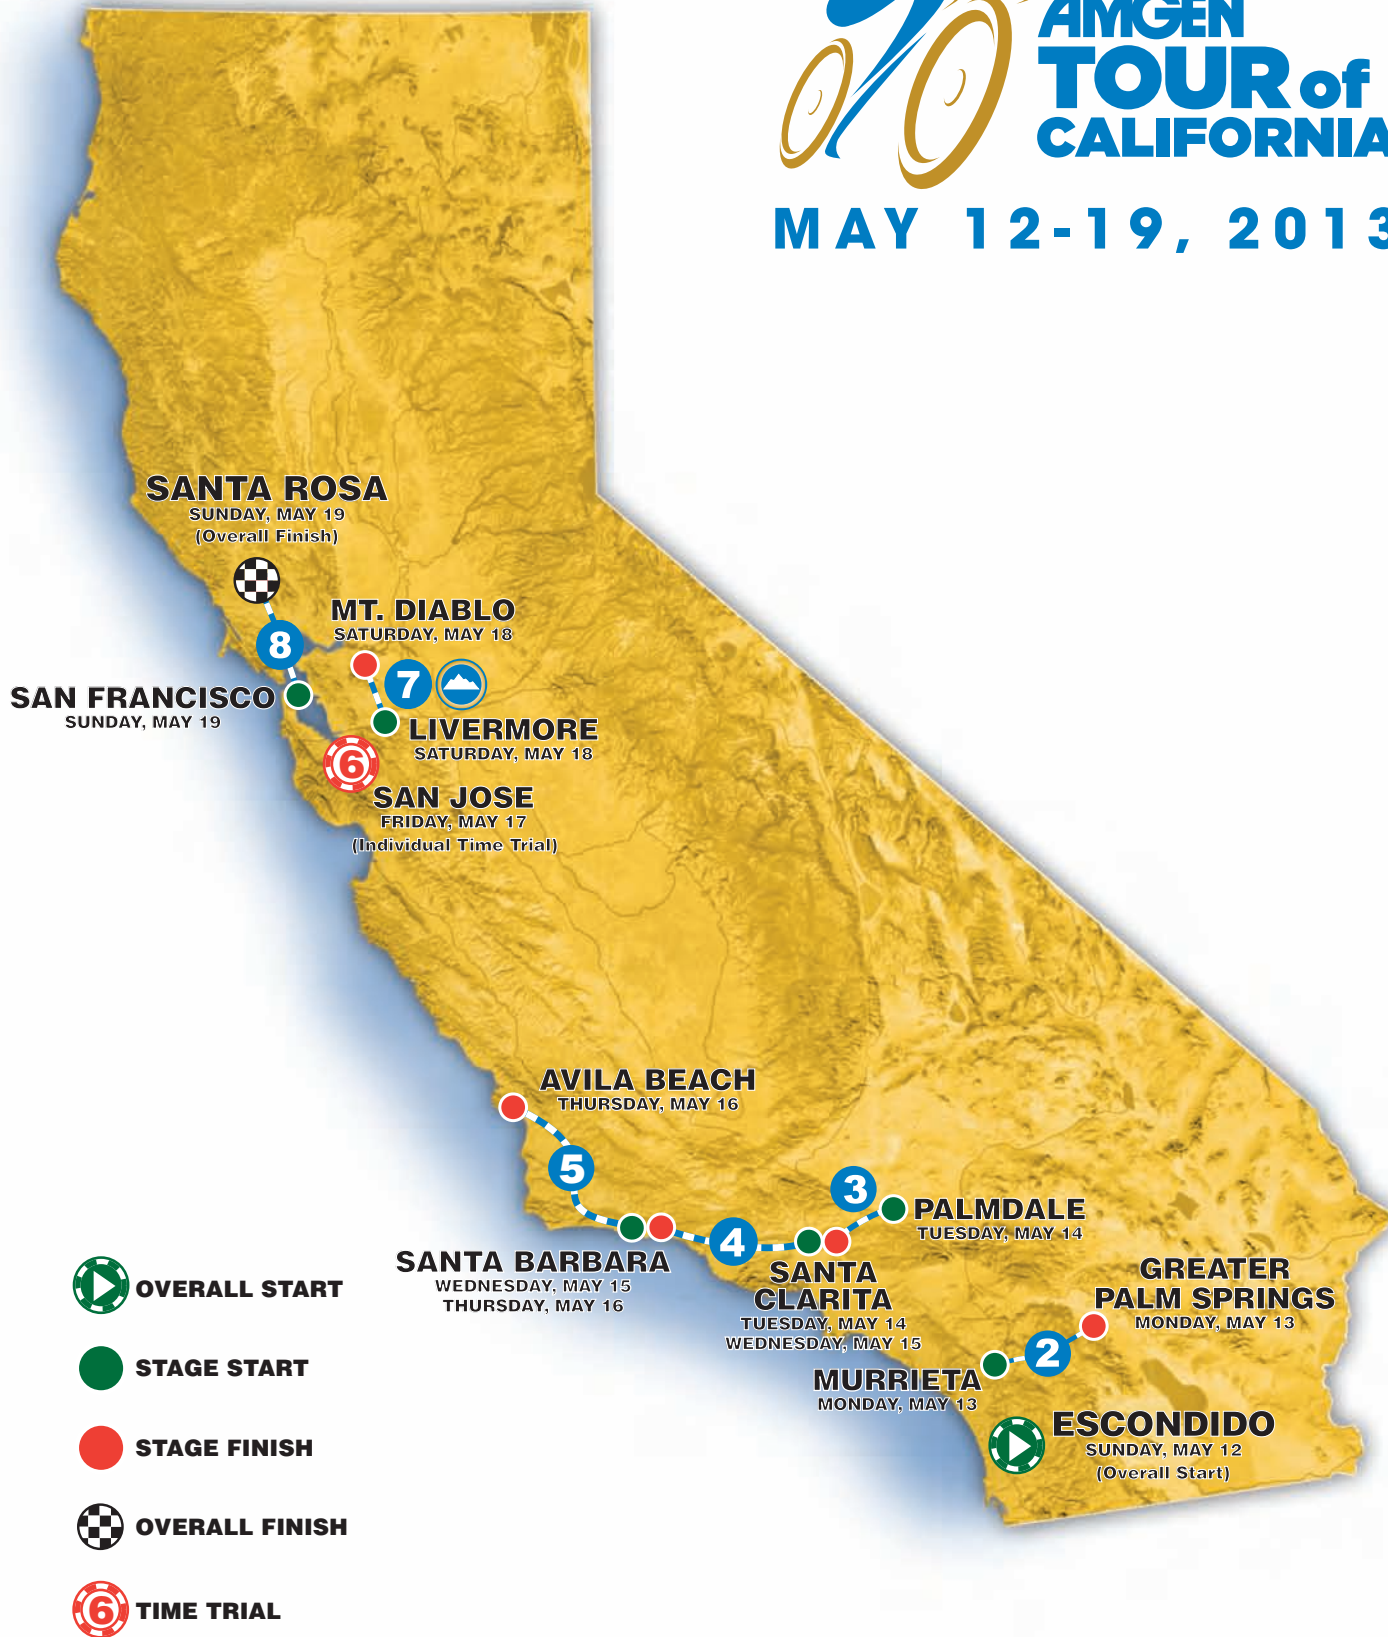 AMGEN
TOUR of
CALIFORNIA
MAY 12-19, 2013
SANTA ROSA
SUNDAY, MAY 19
(Overall Finish)
8
MT. DIABLO
SATURDAY, MAY 18
7
SAN FRANCISCO
SUNDAY, MAY 19
LIVERMORE
SATURDAY, MAY 18
6
SAN JOSE
FRIDAY, MAY 17
(Individual Time Trial)
AVILA BEACH
THURSDAY, MAY 16
5
3
PALMDALE
TUESDAY, MAY 14
4
SANTA BARBARA
WEDNESDAY, MAY 15
THURSDAY, MAY 16
SANTA
CLARITA
TUESDAY, MAY 14
WEDNESDAY, MAY 15
GREATER
PALM SPRINGS
MONDAY, MAY 13
2
MURRIETA
MONDAY, MAY 13
ESCONDIDO
SUNDAY, MAY 12
(Overall Start)
OVERALL START
STAGE START
STAGE FINISH
OVERALL FINISH
6 TIME TRIAL